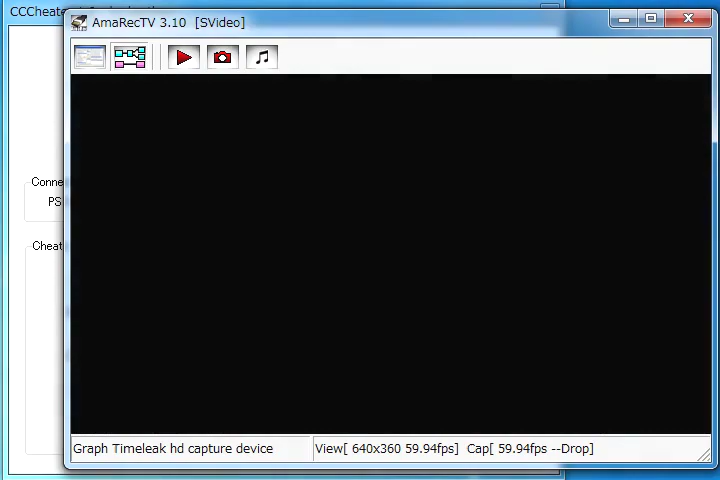 CCCheate
AmaRecTV 3.10 [SVideo]
Conne
PS
Cheat
Graph Timeleak hd capture device
View[ 640x360 59.94fps] Cap[ 59.94fps --Drop]